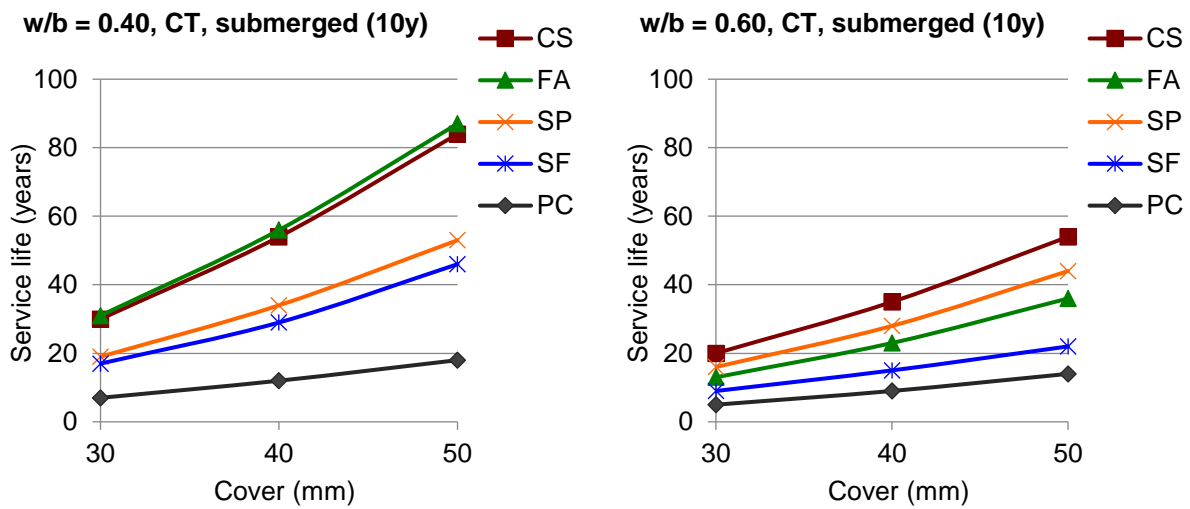 w/b = 0.40, CT, submerged (10y)
Service life (years)
100
80
60
40
20
0
30
40
50
Cover (mm)
CS
FA
SP
SF
PC
w/b = 0.60, CT, submerged (10y)
Service life (years)
100
80
60
40
20
0
30
40
50
Cover (mm)
CS
FA
SP
SF
PC